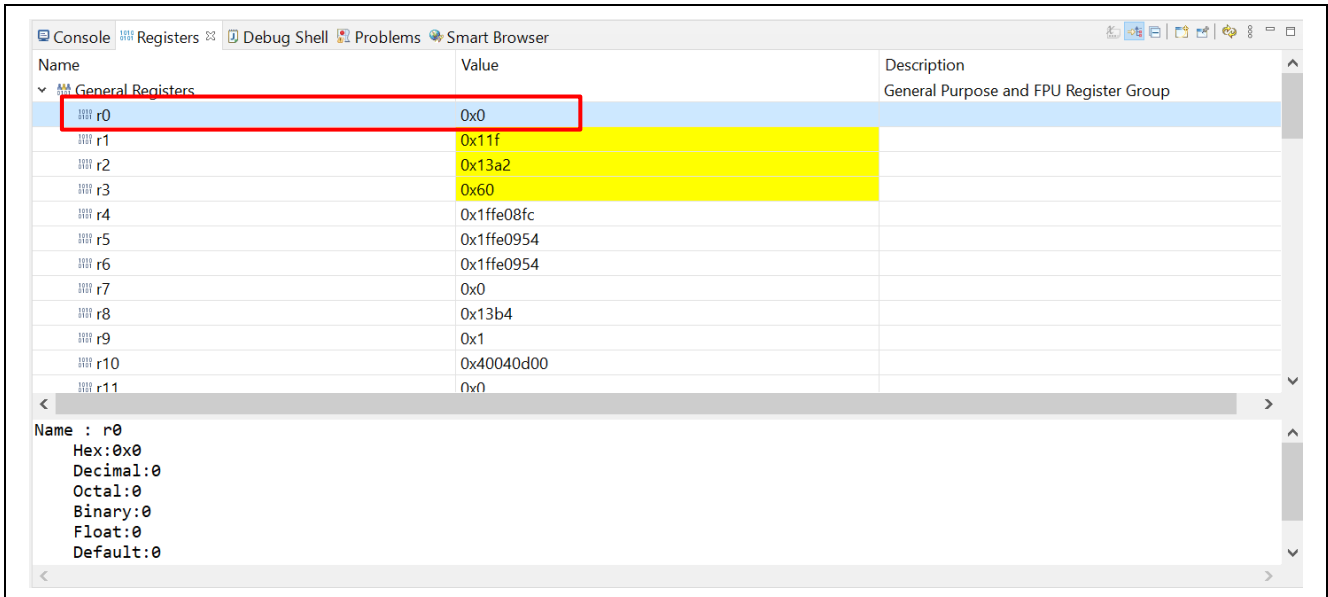 Console Registers Debug Shell Problems Smart Browser
Name Value Description
General Registers General Purpose and FPU Register Group
r0 0x0
r1 0x11f
r2 0x13a2
r3 0x60
r4 0x1ffe08fc
r5 0x1ffe0954
r6 0x1ffe0954
r7 0x0
r8 0x13b4
r9 0x1
r10 0x40040d00
r11 0x0
Name : r0
Hex:0x0
Decimal:0
Octal:0
Binary:0
Float:0
Default:0